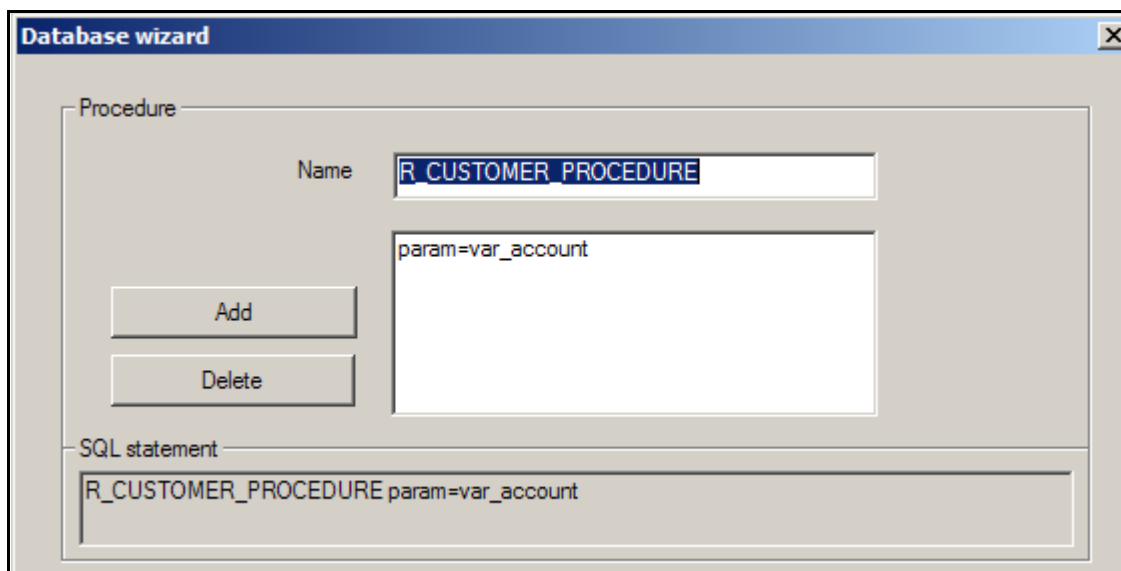 Database wizard
Procedure
Name
R_CUSTOMER_PROCEDURE
param=var_account
Add
Delete
SQL statement
R_CUSTOMER_PROCEDURE param=var_account